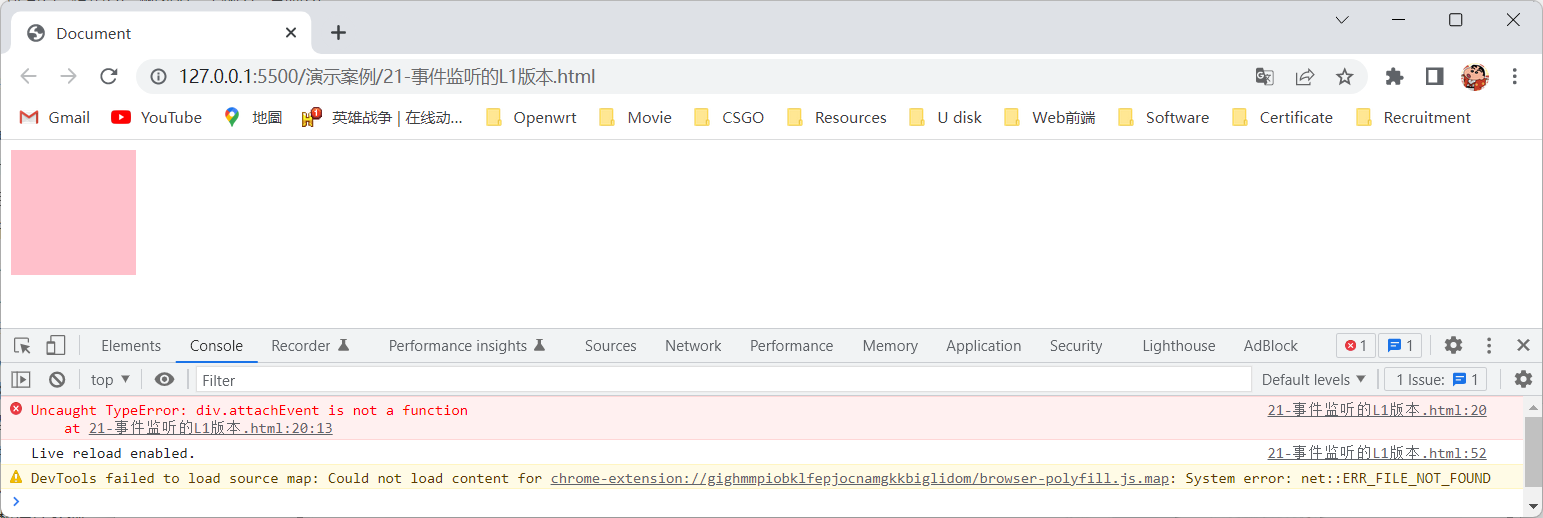 Document
127.0.0.1:5500/演示案例/21-事件监听的L1版本.html
Gmail YouTube 地圖 英雄战争 | 在线动... Openwrt Movie CSGO Resources U disk Web前端 Software Certificate Recruitment
Elements Console Recorder Performance insights Sources Network Performance Memory Application Security Lighthouse AdBlock 1 1
top Filter Default levels 1 Issue: 1
Uncaught TypeError: div.attachEvent is not a function 21-事件监听的L1版本.html:20
at 21-事件监听的L1版本.html:20:13
Live reload enabled. 21-事件监听的L1版本.html:52
DevTools failed to load source map: Could not load content for chrome-extension://gighmmpiobklfepjocnamgkkbiglidom/browser-polyfill.js.map: System error: net::ERR_FILE_NOT_FOUND